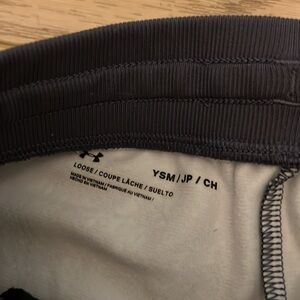 YSM/JP / CH
LOOSE / COUPE LÂCHE / SUELTO
MADE IN VIETNAM / FABRIQUÉ AU VIETNAM /
HECHO EN VIETNAM